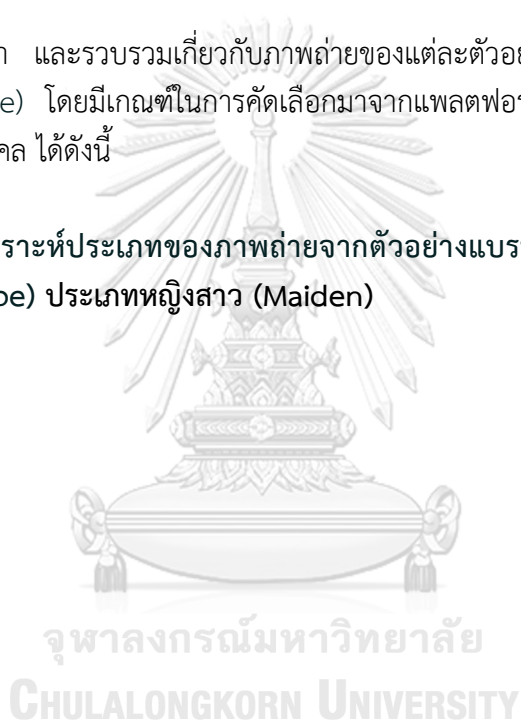 และรวบรวมเกี่ยวกับภาพถ่ายของแต่ละตัวอย
e) โดยมีเกณฑ์ในการคัดเลือกมาจากแพลตฟอร
คล ได้ดังนี้
ราะห์ประเภทของภาพถ่ายจากตัวอย่างแบร
pe) ประเภทหญิงสาว (Maiden)
จุฬาลงกรณ์มหาวิทยาลัย
CHULALONGKORN UNIVERSITY